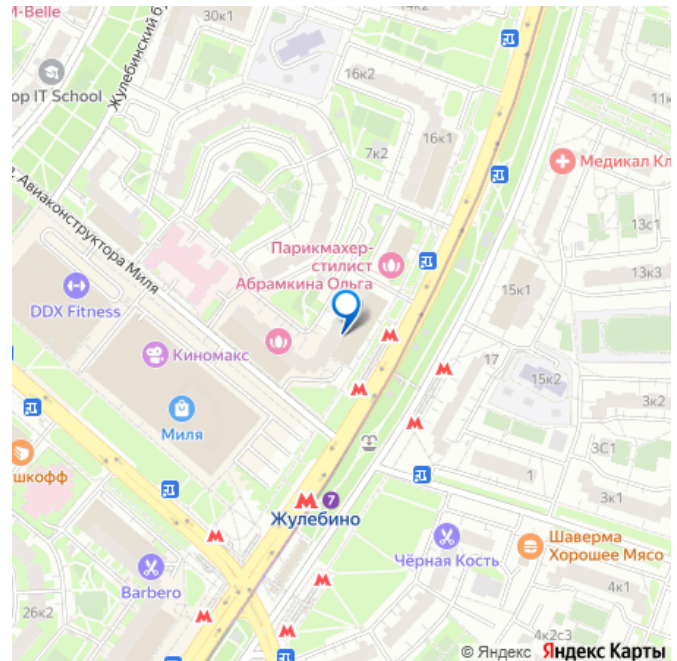 M-Belle
30к1
14к2
Жулебинский бу
16к2
op IT School
11к
16к1
7к2
Медикал Кл
Авиаконструктора Миля
13с1
Парикмахер-
стилист
Абрамкина Ольга
13к3
15к1
DDX Fitness
Киномакс
17
15к2
3к2
Миля
шкофф
3С1
1
7
3к1
Жулебино
Чёрная Кость
Шаверма
Хорошее Мясо
Barbero
4к1
26к2
4к2с3
© Яндекс Яндекс Карты